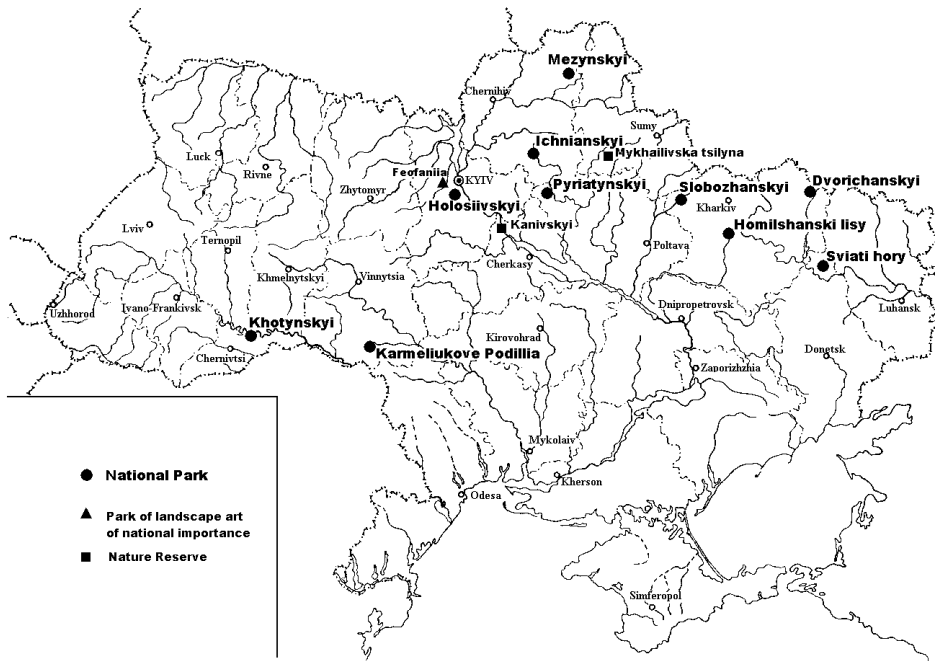 Mezynskyi
Chernihiv
Sumy
Ichnianskyi
Mykhailivska tsilyna
Luck
Rivne
Feofaniia
KYIV
Zhytomyr
Holosiivskyi
Pyriatynskyi
Slobozhanskyi
Kharkiv
Dvorichanskyi
Lviv
Kanivskyi
Homilshanski lisy
Ternopil
Poltava
Cherkasy
Sviati hory
Khmelnytskyi
Vinnytsia
Uzhhorod
Ivano-Frankivsk
Dnipropetrovsk
Luhansk
Khotynskyi
Kirovohrad
Chernivtsi
Karmeliukove Podillia
Donetsk
Zaporizhzhia
Mykolaiv
Kherson
Odesa
Simferopol
National Park
Park of landscape art
of national importance
Nature Reserve